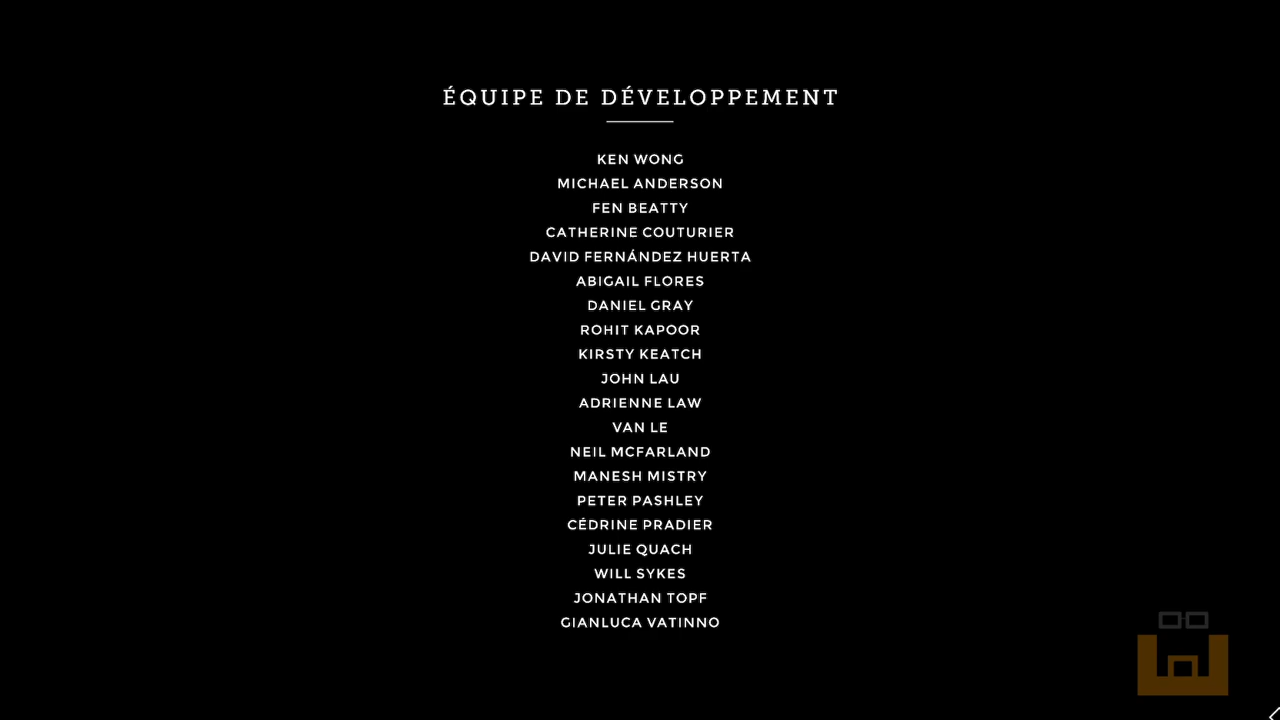 ÉQUIPE DE DÉVELOPPEMENT
KEN WONG
MICHAEL ANDERSON
FEN BEATTY
CATHERINE COUTURIER
DAVID FERNÁNDEZ HUERTA
ABIGAIL FLORES
DANIEL GRAY
ROHIT KAPOOR
KIRSTY KEATCH
JOHN LAU
ADRIENNE LAW
VAN LE
NEIL MCFARLAND
MANESH MISTRY
PETER PASHLEY
CÉDRINE PRADIER
JULIE QUACH
WILL SYKES
JONATHAN TOPF
GIANLUCA VATINNO